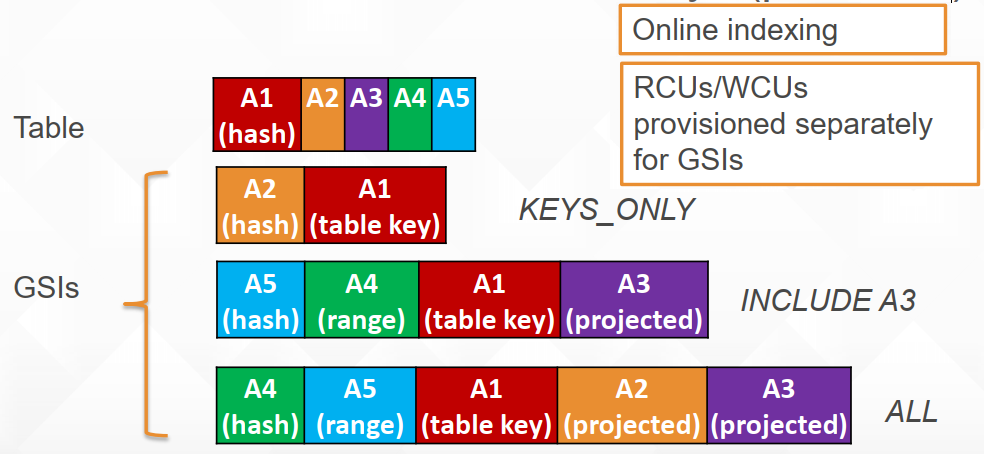 Online indexing
RCUs/WCUs
provisioned separately
for GSIs
Table
A1 A2 A3 A4 A5
(hash)
GSIs
A2 A1
(hash) (table key)
KEYS_ONLY
A5 A4 A1 A3
(hash) (range) (table key) (projected)
INCLUDE A3
A4 A5 A1 A2 A3
(hash) (range) (table key) (projected) (projected)
ALL